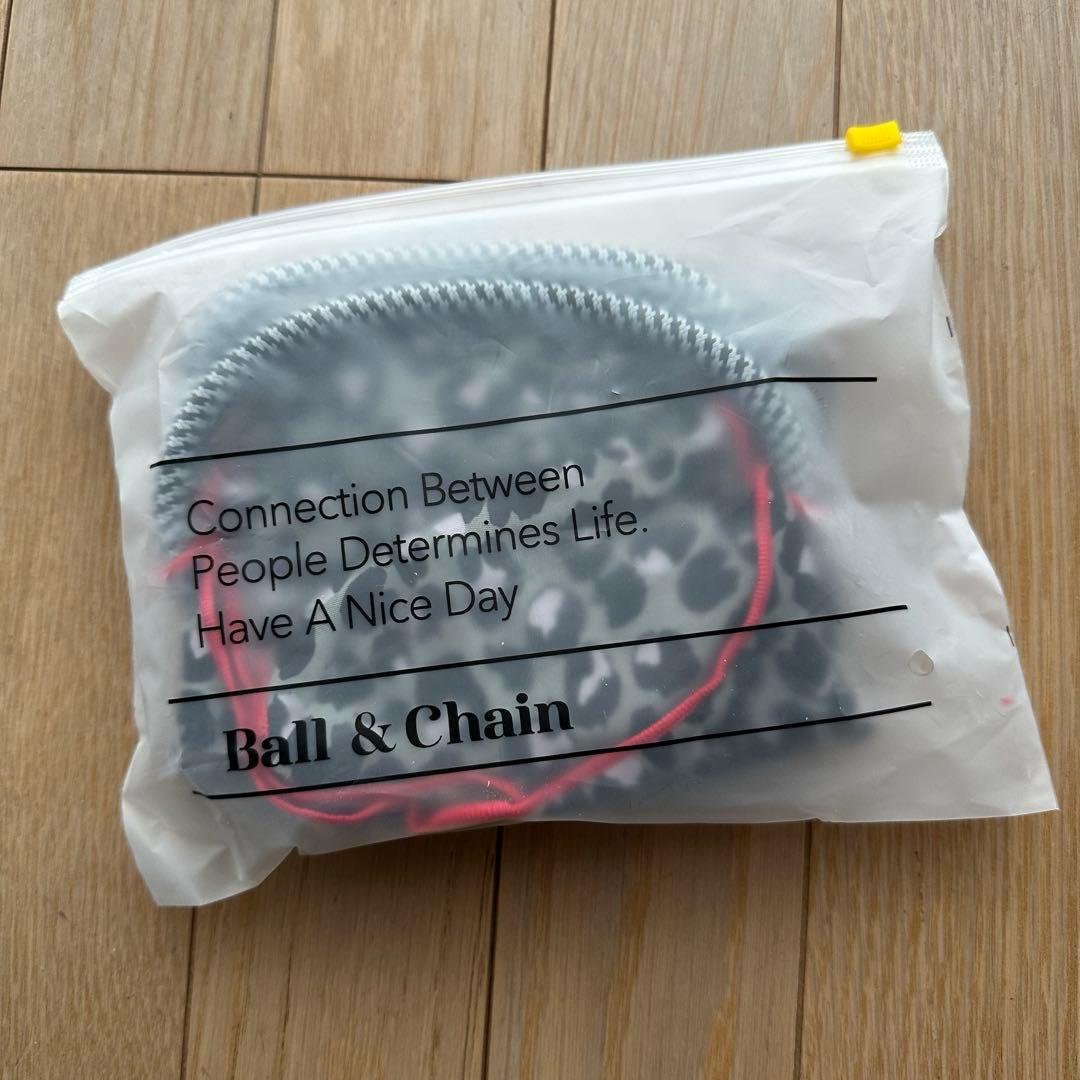 Connection Between
People Determines Life.
Have A Nice Day
Ball & Chain